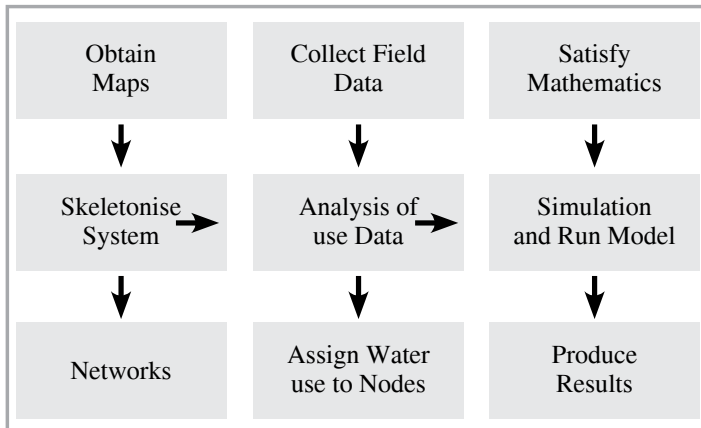 Obtain
Maps
Collect Field
Data
Satisfy
Mathematics
Skeletonise
System
Analysis of
use Data
Simulation
and Run Model
Networks
Assign Water
use to Nodes
Produce
Results